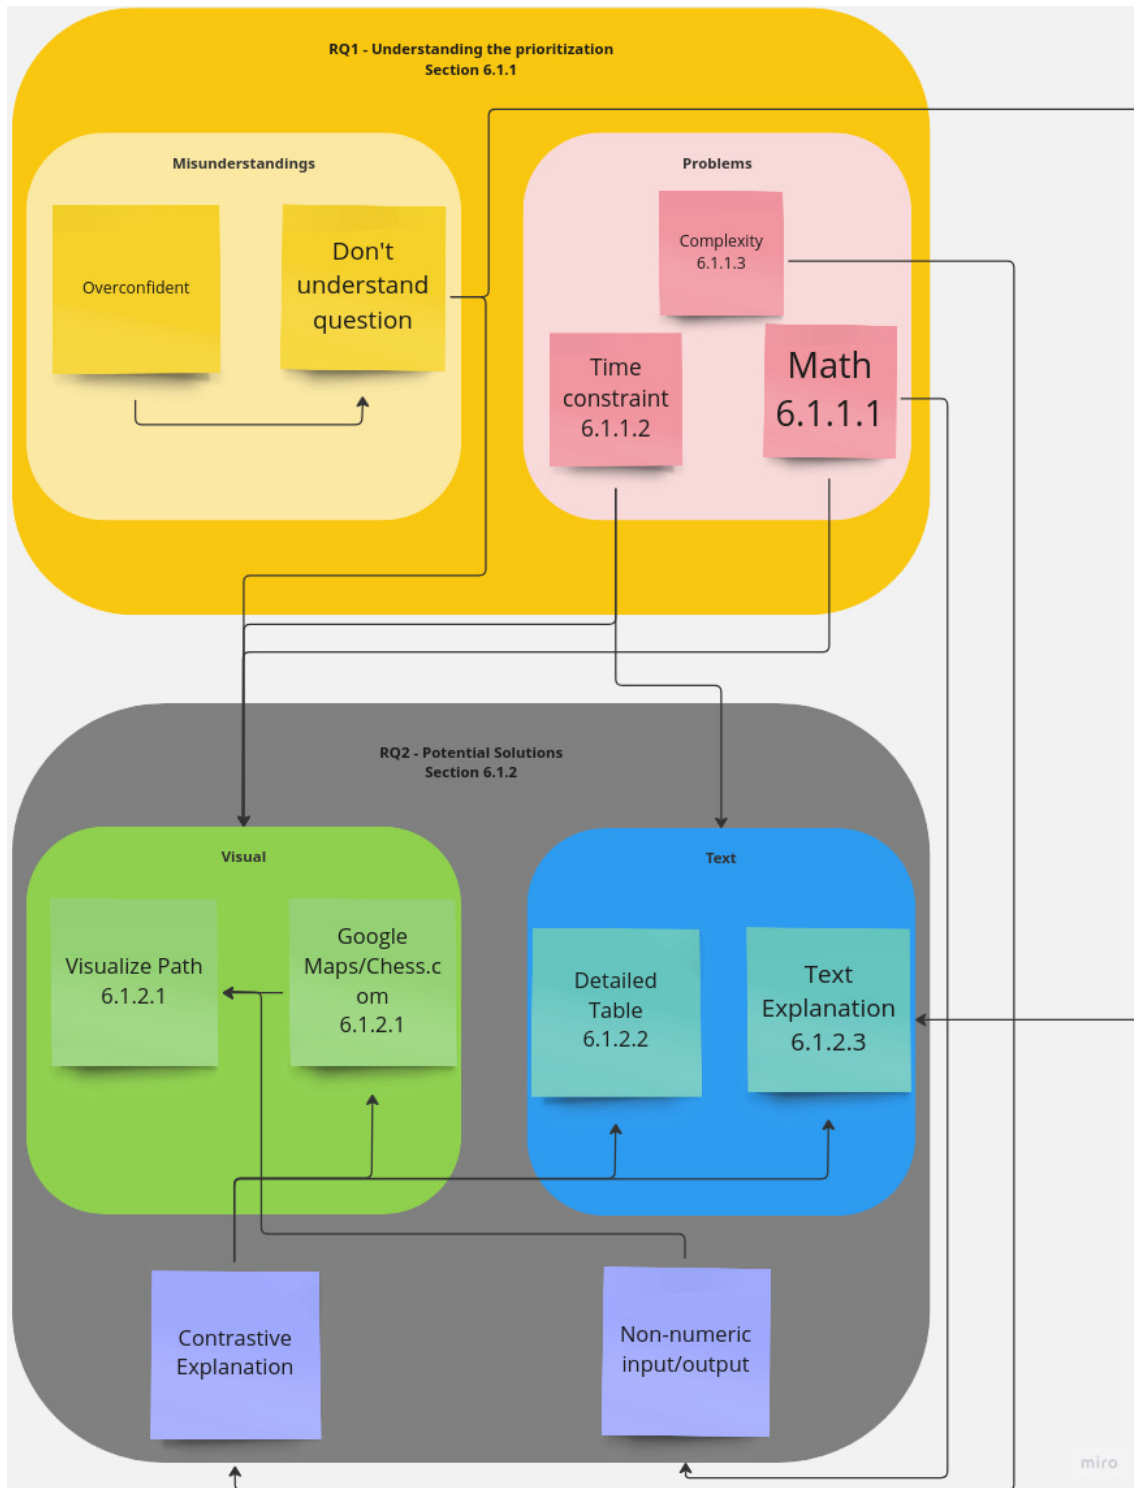 RQ1 - Understanding the prioritization
Section 6.1.1
Misunderstandings
Overconfident
Don't
understand
question
Problems
Complexity
6.1.1.3
Time
constraint
6.1.1.2
Math
6.1.1.1
RQ2 - Potential Solutions
Section 6.1.2
Visual
Visualize Path
6.1.2.1
Google
Maps/Chess.c
om
6.1.2.1
Text
Detailed
Table
6.1.2.2
Text
Explanation
6.1.2.3
Contrastive
Explanation
Non-numeric
input/output
miro